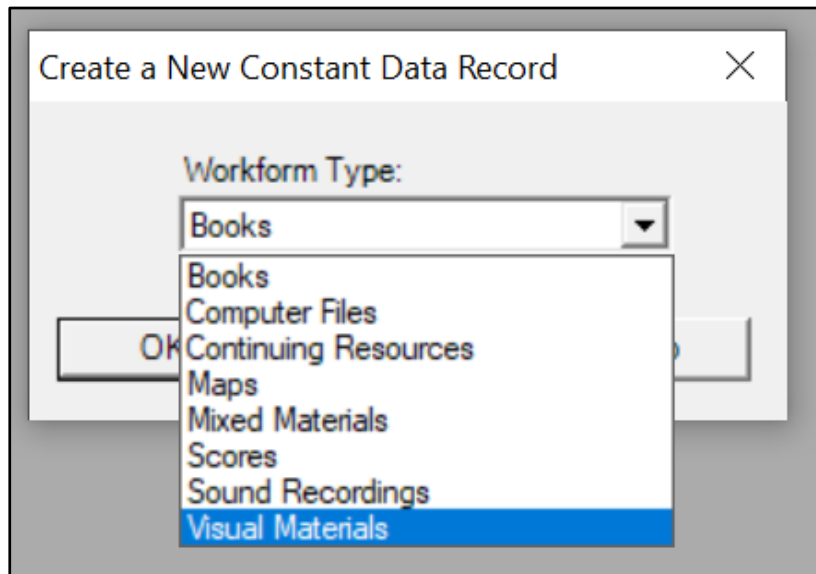 Create a New Constant Data Record
Workform Type:
Books
Books
Computer Files
OK
Continuing Resources
Maps
Mixed Materials
Scores
Sound Recordings
Visual Materials